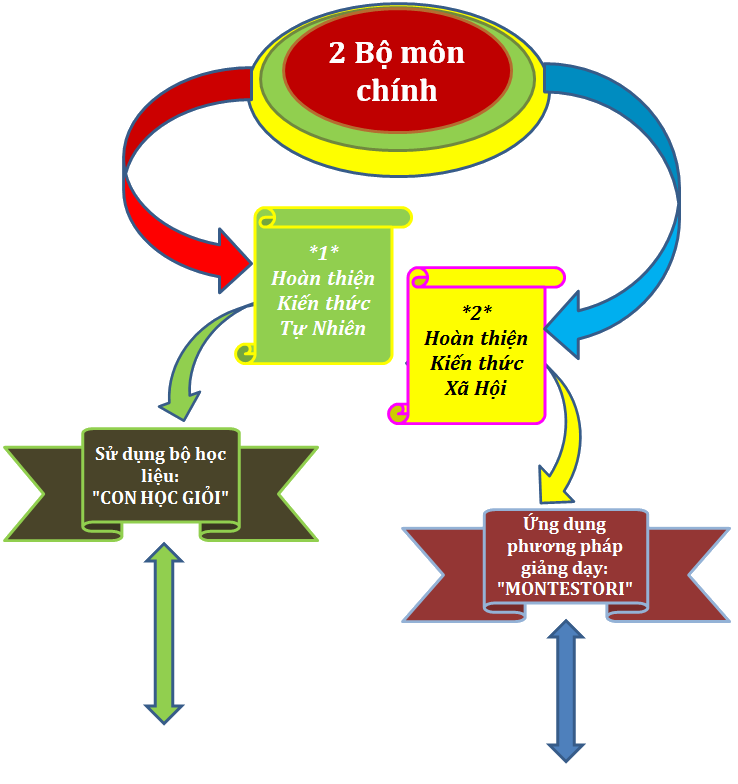 2 Bộ môn
chính
*1*
Hoàn thiện
Kiến thức
Tự Nhiên
*2*
Hoàn thiện
Kiến thức
Xã Hội
Sử dụng bộ học
liệu:
"CON HỌC GIỎI"
Ứng dụng
phương pháp
giảng dạy:
"MONTESTORI"